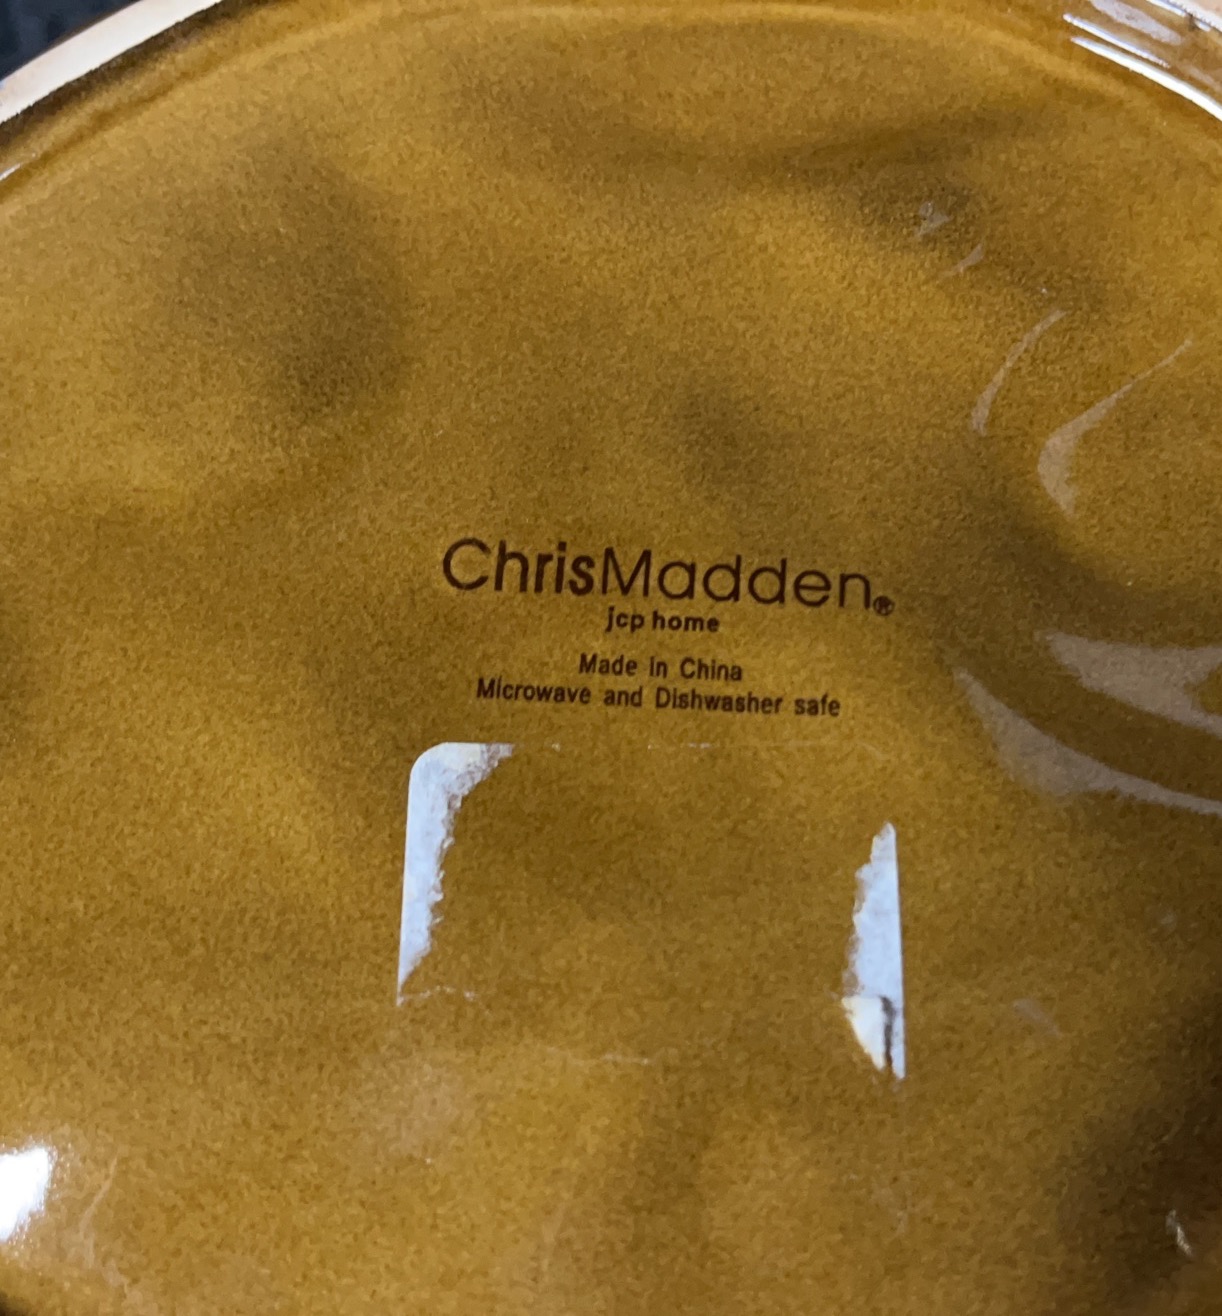 ChrisMadden®
jcp home
Made in China
Microwave and Dishwasher safe